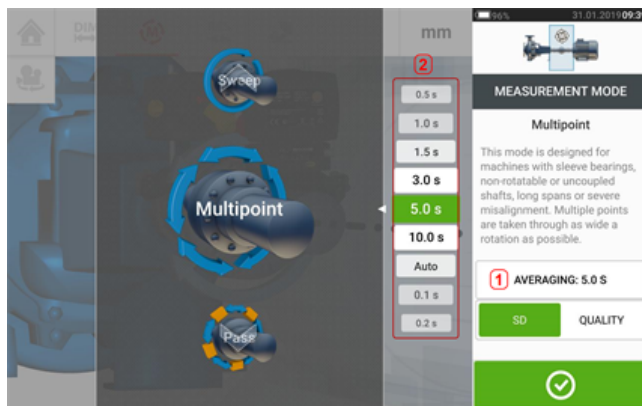 DIM
mm
96%
31.01.2019 09:39
Sweep
Multipoint
Pass
2
0.5 s
1.0 s
1.5 s
3.0 s
5.0 s
10.0 s
Auto
0.1 s
0.2 s
MEASUREMENT MODE
Multipoint
This mode is designed for
machines with sleeve bearings,
non-rotatable or uncoupled
shafts, long spans or severe
misalignment. Multiple points
are taken through as wide a
rotation as possible.
1 AVERAGING: 5.0 S
SD
QUALITY